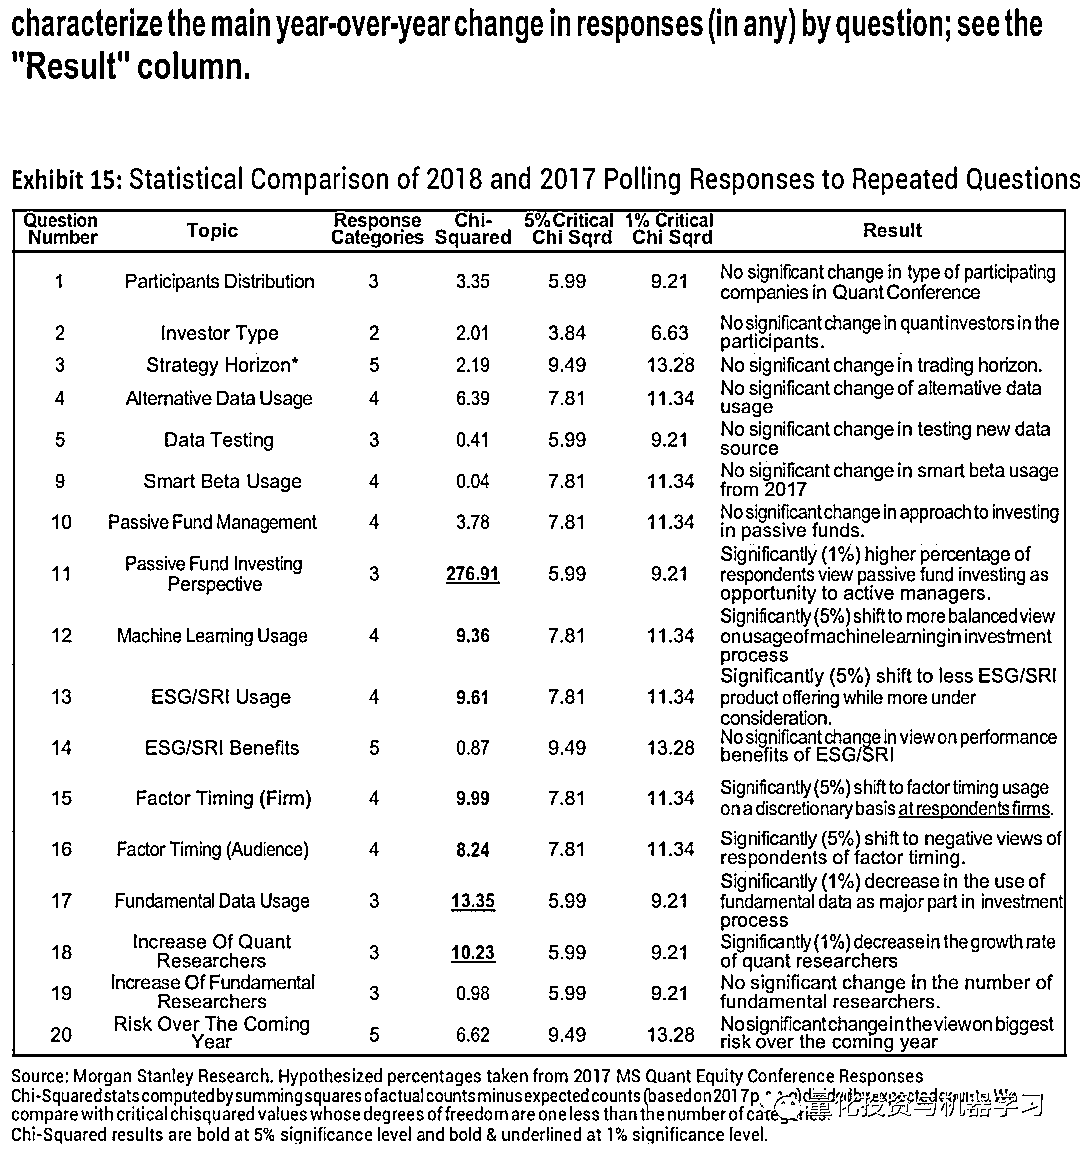 characterize the main year-over-year change in responses (in any) by question; see the
"Result" column.
Exhibit 15: Statistical Comparison of 2018 and 2017 Polling Responses to Repeated Questions
Question Number Topic Response Categories Chi-Squared 5% Critical Chi Sqrd 1% Critical Chi Sqrd Result
1 Participants Distribution 3 3.35 5.99 9.21 No significant change in type of participating companies in Quant Conference
2 Investor Type 2 2.01 3.84 6.63 No significant change in quant investors in the participants.
3 Strategy Horizon* 5 2.19 9.49 13.28 No significant change in trading horizon.
4 Alternative Data Usage 4 6.39 7.81 11.34 No significant change of alternative data usage
5 Data Testing 3 0.41 5.99 9.21 No significant change in testing new data source
9 Smart Beta Usage 4 0.04 7.81 11.34 No significant change in smart beta usage from 2017
10 Passive Fund Management 4 3.78 7.81 11.34 No significant change in approach to investing in passive funds.
11 Passive Fund Investing Perspective 3 276.91 5.99 9.21 Significantly (1%) higher percentage of respondents view passive fund investing as opportunity to active managers.
12 Machine Learning Usage 4 9.36 7.81 11.34 Significantly (5%) shift to more balanced view on usage of machine learning in investment process
13 ESG/SRI Usage 4 9.61 7.81 11.34 Significantly (5%) shift to less ESG/SRI product offering while more under consideration.
14 ESG/SRI Benefits 5 0.87 9.49 13.28 No significant change in view on performance benefits of ESG/SRI
15 Factor Timing (Firm) 4 9.99 7.81 11.34 Significantly (5%) shift to factor timing usage on a discretionary basis at respondents firms.
16 Factor Timing (Audience) 4 8.24 7.81 11.34 Significantly (5%) shift to negative views of respondents of factor timing.
17 Fundamental Data Usage 3 13.35 5.99 9.21 Significantly (1%) decrease in the use of fundamental data as major part in investment process
18 Increase Of Quant Researchers 3 10.23 5.99 9.21 Significantly (1%) decrease in the growth rate of quant researchers
19 Increase Of Fundamental Researchers 3 0.98 5.99 9.21 No significant change in the number of fundamental researchers.
20 Risk Over The Coming Year 5 6.62 9.49 13.28 No significant change in the view on biggest risk over the coming year
Source: Morgan Stanley Research. Hypothesized percentages taken from 2017 MS Quant Equity Conference Responses
Chi-Squared stats computed by summing squares of actual counts minus expected counts (based on 2017 We
compare with critical chi squared values whose degrees of freedom are one less than the number of
量化投资与机器学习
Chi-Squared results are bold at 5% significance level and bold & underlined at 1% significance level.